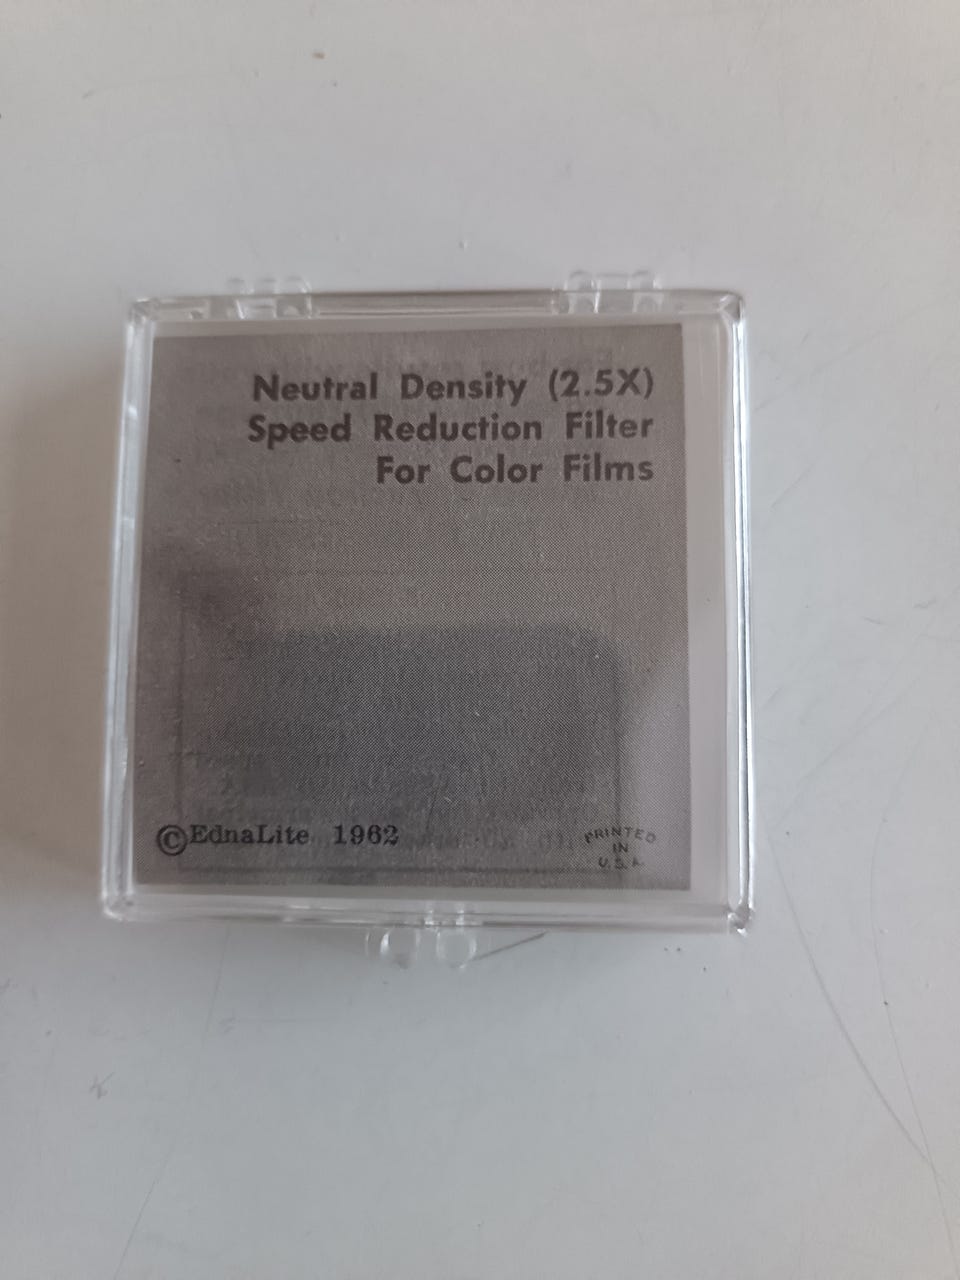 Neutral Density (2.5X)
Speed Reduction Filter
For Color Films
©EdnaLite 1962
PRINTED
IN
U.S.A.